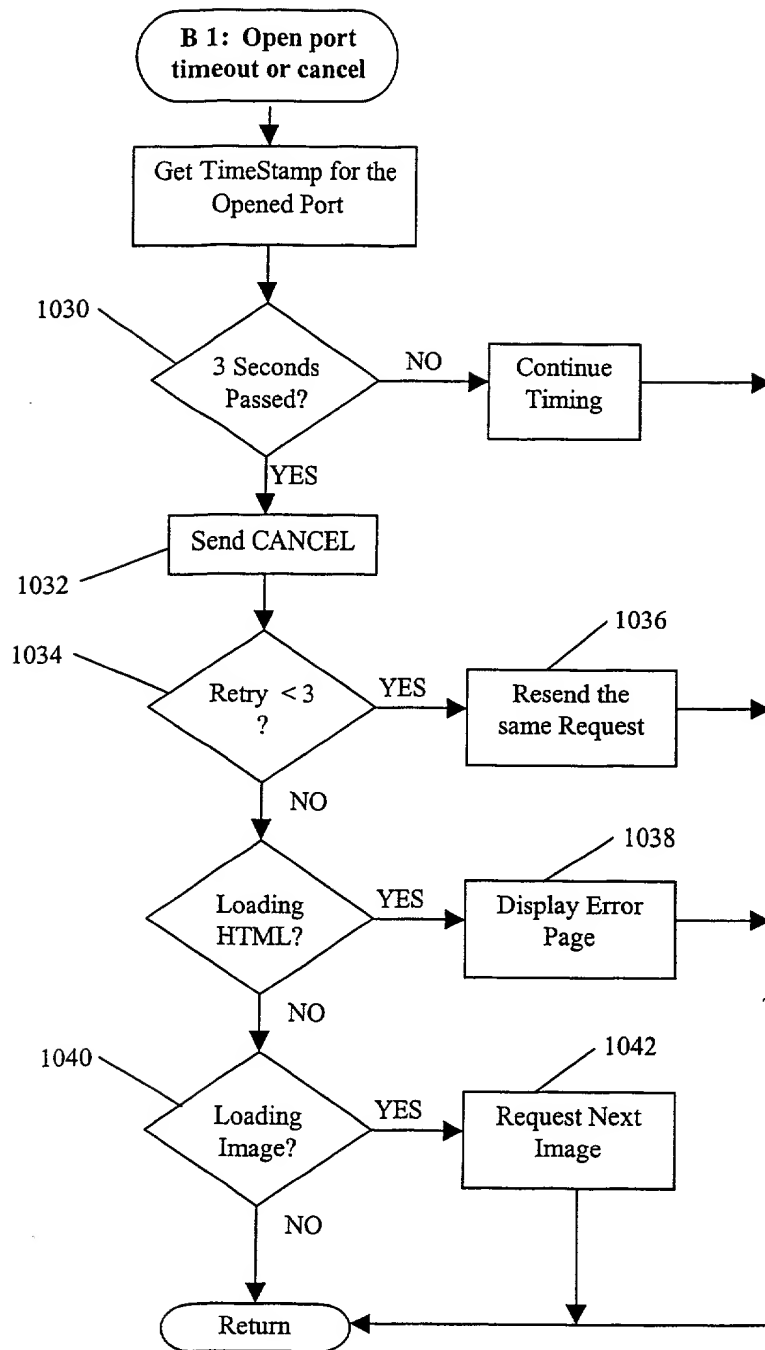 B 1: Open port
timeout or cancel
Get TimeStamp for the
Opened Port
1030
3 Seconds
Passed?
NO
Continue
Timing
YES
Send CANCEL
1032
1034
Retry < 3
?
YES
1036
Resend the
same Request
NO
Loading
HTML?
YES
1038
Display Error
Page
NO
1040
Loading
Image?
YES
1042
Request Next
Image
NO
Return